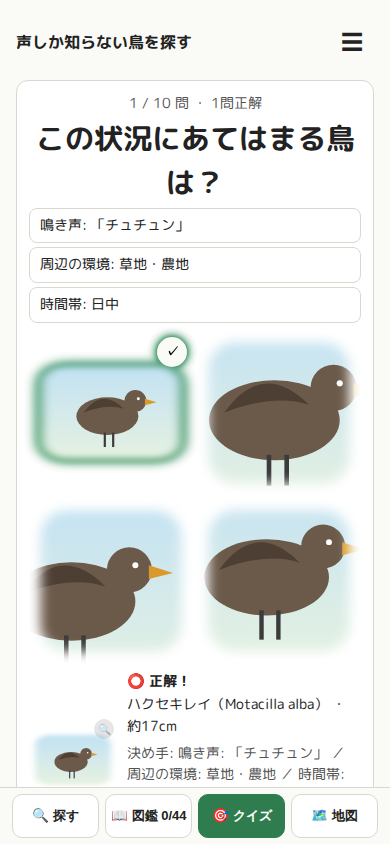 声しか知らない鳥を探す
☰
1 / 10 問 · 1問正解
この状況にあてはまる鳥
は？
鳴き声: 「チュチュン」
周辺の環境: 草地・農地
時間帯: 日中
✓
⭕ 正解！
ハクセキレイ（Motacilla alba） ·
約17cm
🔍
決め手: 鳴き声: 「チュチュン」 ／
周辺の環境: 草地・農地 ／ 時間帯:
🔍 探す
📖 図鑑 0/44
🎯 クイズ
🗺️ 地図